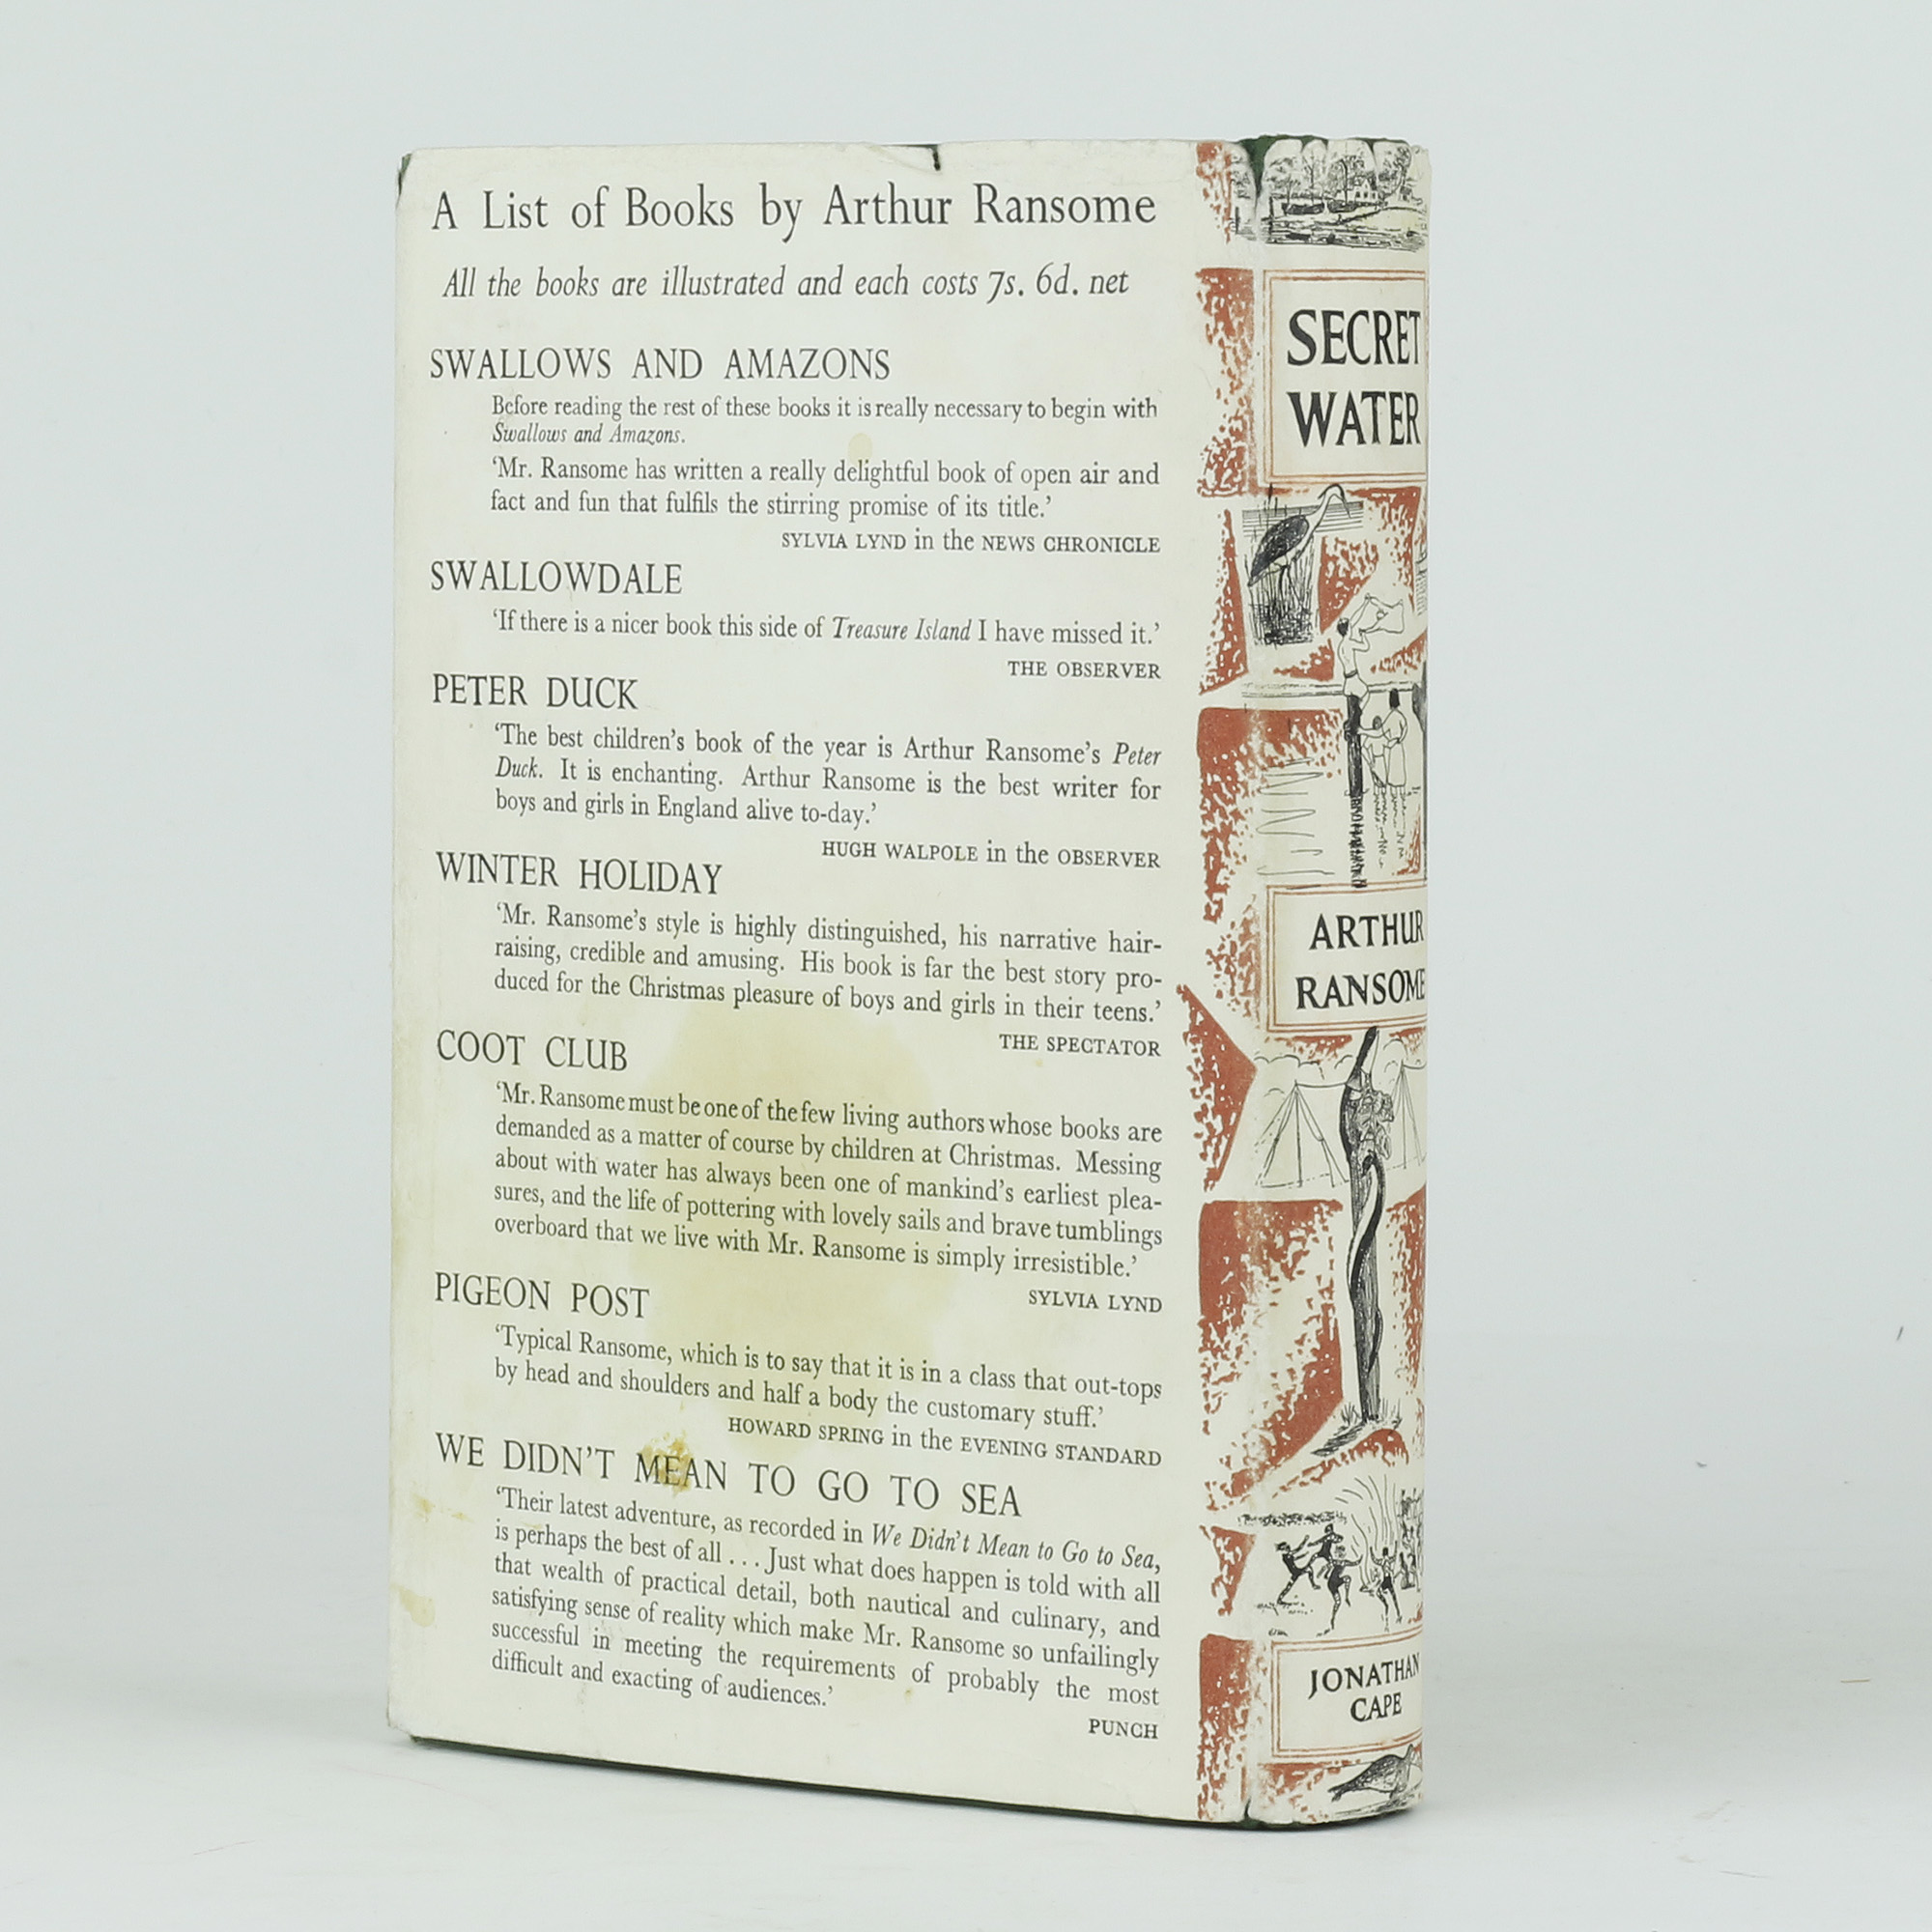 A List of Books by Arthur Ransome
All the books are illustrated and each costs 7s. 6d. net
SWALLOWS AND AMAZONS
Before reading the rest of these books it is really necessary to begin with
Swallows and Amazons.
‘Mr. Ransome has written a really delightful book of open air and
fact and fun that fulfils the stirring promise of its title.’
SYLVIA LYND in the NEWS CHRONICLE
SWALLOWDALE
‘If there is a nicer book this side of Treasure Island I have missed it.’
THE OBSERVER
PETER DUCK
‘The best children’s book of the year is Arthur Ransome’s Peter
Duck. It is enchanting. Arthur Ransome is the best writer for
boys and girls in England alive to-day.’
HUGH WALPOLE in the OBSERVER
WINTER HOLIDAY
‘Mr. Ransome’s style is highly distinguished, his narrative hair-
raising, credible and amusing. His book is far the best story pro-
duced for the Christmas pleasure of boys and girls in their teens.’
THE SPECTATOR
COOT CLUB
‘Mr. Ransome must be one of the few living authors whose books are
demanded as a matter of course by children at Christmas. Messing
about with water has always been one of mankind’s earliest plea-
sures, and the life of pottering with lovely sails and brave tumblings
overboard that we live with Mr. Ransome is simply irresistible.’
SYLVIA LYND
PIGEON POST
‘Typical Ransome, which is to say that it is in a class that out-tops
by head and shoulders and half a body the customary stuff.’
HOWARD SPRING in the EVENING STANDARD
WE DIDN’T MEAN TO GO TO SEA
‘Their latest adventure, as recorded in We Didn’t Mean to Go to Sea,
is perhaps the best of all . . . Just what does happen is told with all
that wealth of practical detail, both nautical and culinary, and
satisfying sense of reality which make Mr. Ransome so unfailingly
successful in meeting the requirements of probably the most
difficult and exacting of audiences.’
PUNCH
SECRET
WATER
ARTHUR
RANSOME
JONATHAN
CAPE